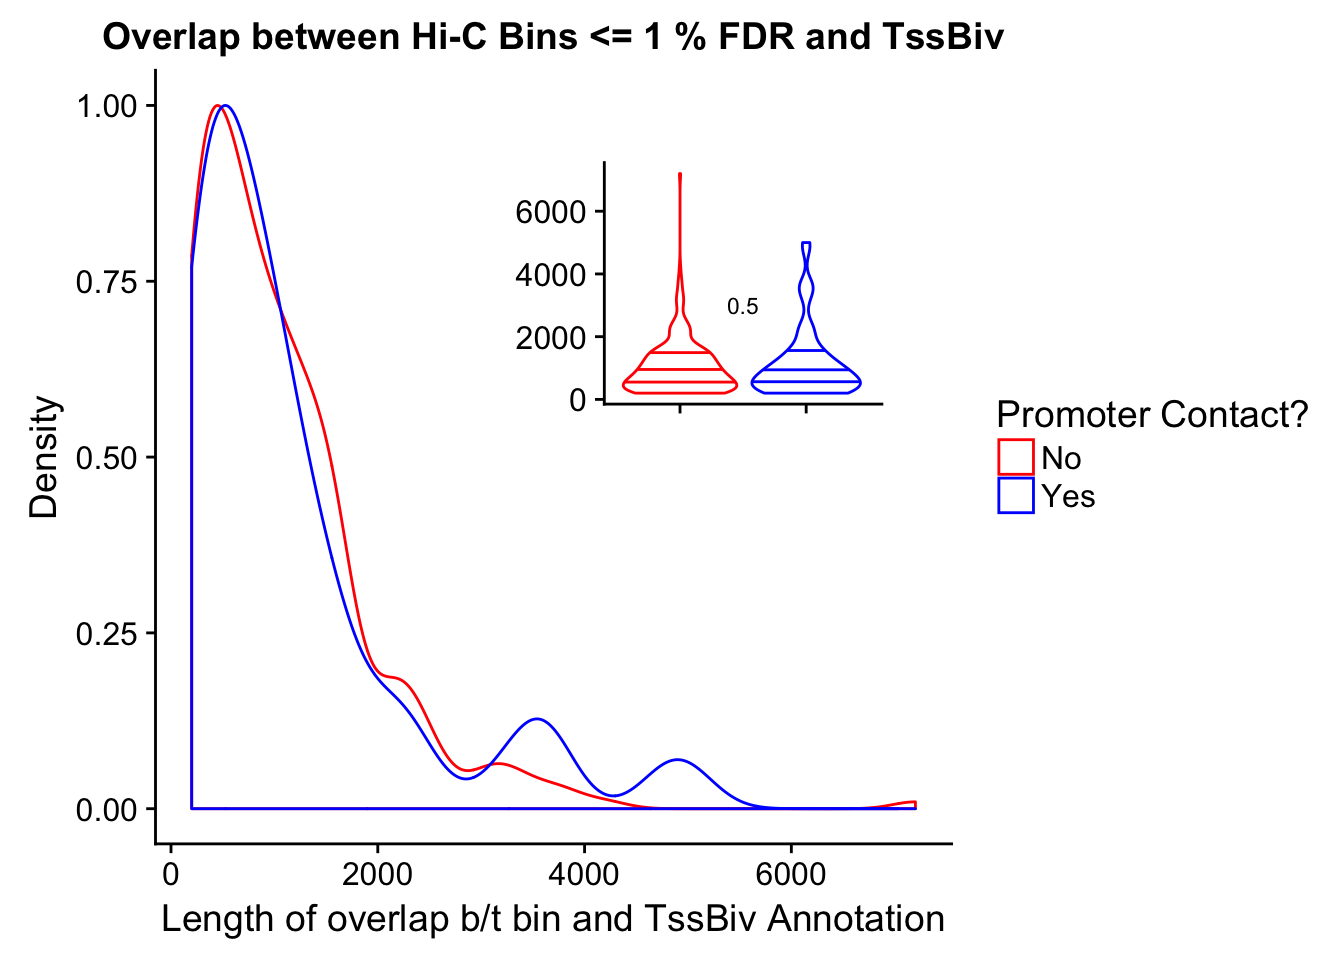 Overlap between Hi-C Bins <= 1 % FDR and TssBiv
1.00
0.75
0.50
0.25
0.00
Density
0
2000
4000
6000
Length of overlap b/t bin and TssBiv Annotation
6000
4000
2000
0
0.5
Promoter Contact?
No
Yes